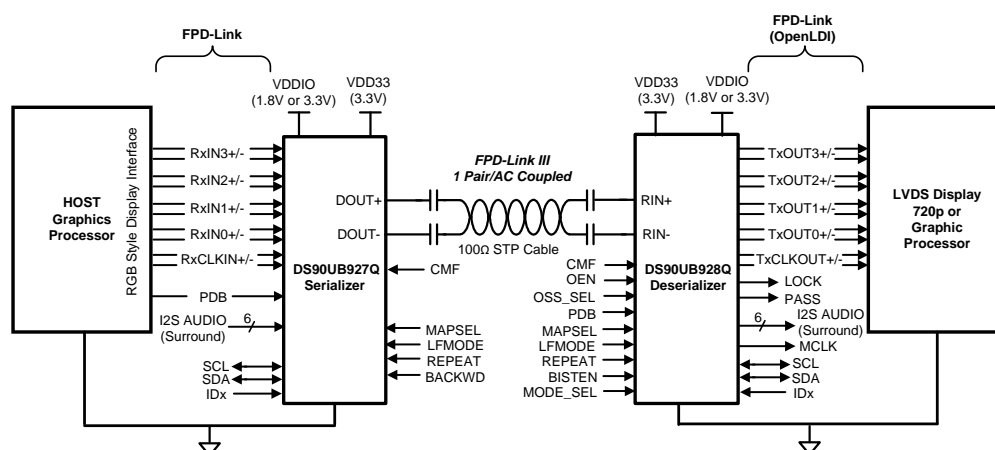 FPD-Link
FPD-Link
(OpenLDI)
VDDIO
(1.8V or 3.3V)
VDD33
(3.3V)
VDD33
(3.3V)
VDDIO
(1.8V or 3.3V)
HOST
Graphics
Processor
RGB Style Display Interface
RxIN3+/-
RxIN2+/-
RxIN1+/-
RxIN0+/-
RxCLKIN+/-
PDB
I2S AUDIO
(Surround)
6
SCL
SDA
IDx
DOUT+
DOUT-
DS90UB927Q
Serializer
CMF
MAPSEL
LFMODE
REPEAT
BACKWD
FPD-Link III
1 Pair/AC Coupled
100Ω STP Cable
RIN+
RIN-
DS90UB928Q
Deserializer
CMF
OEN
OSS_SEL
PDB
MAPSEL
LFMODE
REPEAT
BISTEN
MODE_SEL
TxOUT3+/-
TxOUT2+/-
TxOUT1+/-
TxOUT0+/-
TxCLKOUT+/-
LOCK
PASS
6
I2S AUDIO
(Surround)
MCLK
SCL
SDA
IDx
LVDS Display
720p or
Graphic
Processor